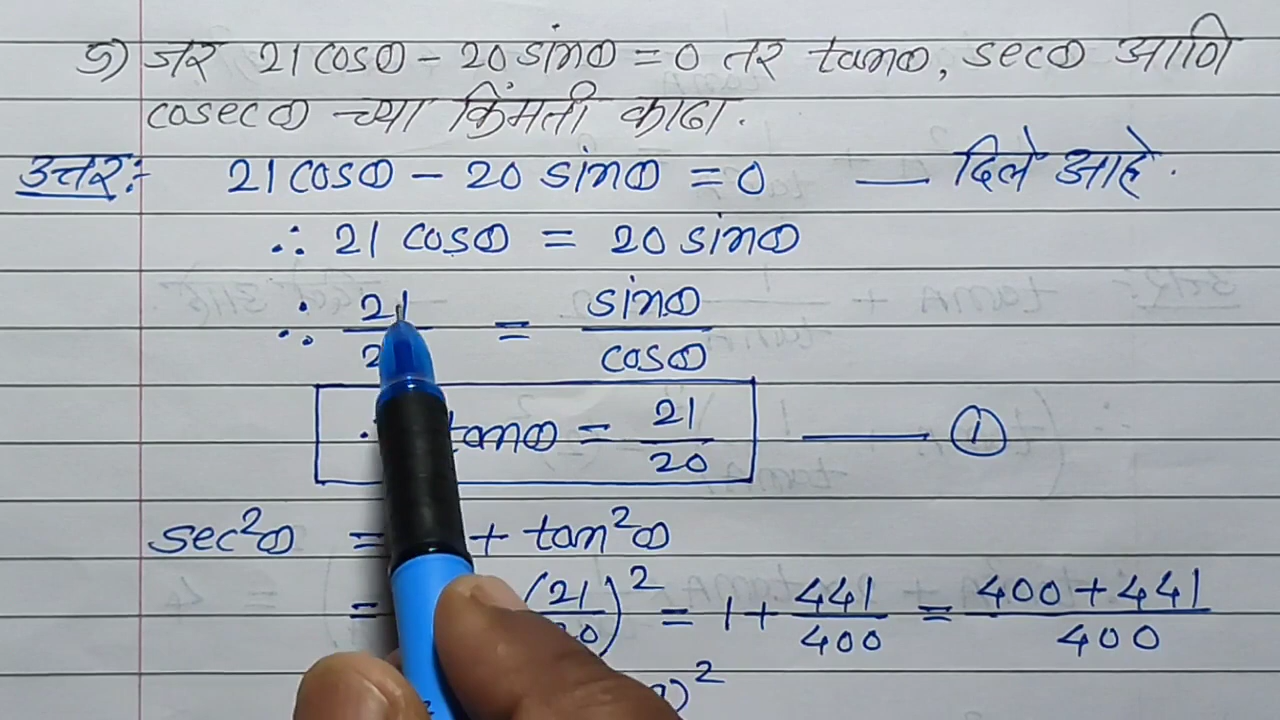 ७) जर 21 cosθ - 20 sinθ = 0 तर tanθ, secθ आणि
cosecθ च्या किंमती काढा.
उत्तर:- 21 cosθ - 20 sinθ = 0 — दिले आहे.
∴ 21 cosθ = 20 sinθ
∴ 21/2 = sinθ/cosθ
tanθ = 21/20 — ①
sec²θ = + tan²θ
= (21/20)² = 1 + 441/400 = (400 + 441)/400